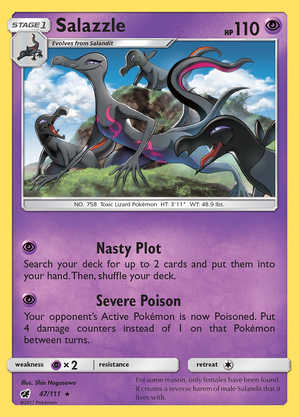 STAGE 1
Salazzle
HP 110
Evolves from Salandit
NO. 758 Toxic Lizard Pokémon HT: 3'11" WT: 48.9 lbs.
Nasty Plot
Search your deck for up to 2 cards and put them into
your hand. Then, shuffle your deck.
Severe Poison
Your opponent's Active Pokémon is now Poisoned. Put
4 damage counters instead of 1 on that Pokémon
between turns.
weakness × 2 resistance retreat
Illus. Shin Nagasawa
47/111 ★
©2017 Pokémon
For some reason, only females have been found.
It creates a reverse harem of male Salandit that it
lives with.